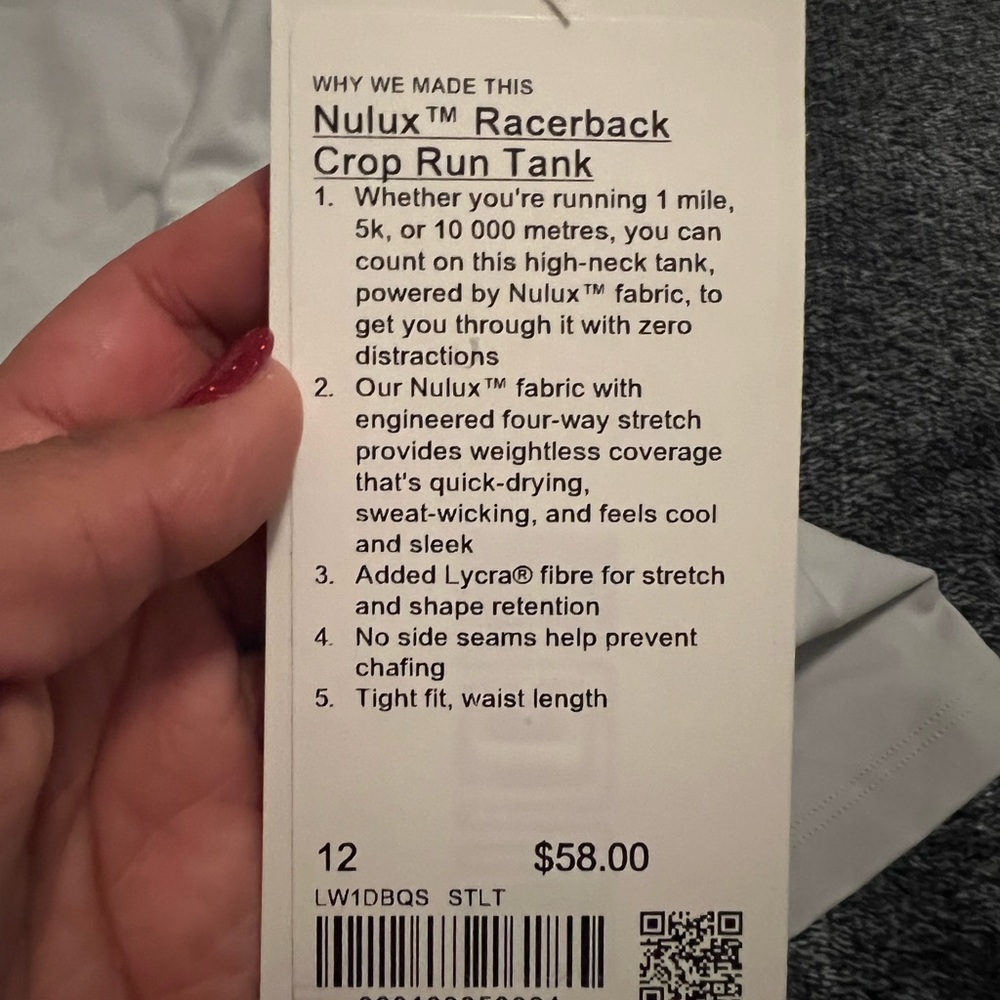 WHY WE MADE THIS
Nulux™ Racerback
Crop Run Tank
1. Whether you're running 1 mile,
5k, or 10 000 metres, you can
count on this high-neck tank,
powered by Nulux™ fabric, to
get you through it with zero
distractions
2. Our Nulux™ fabric with
engineered four-way stretch
provides weightless coverage
that's quick-drying,
sweat-wicking, and feels cool
and sleek
3. Added Lycra® fibre for stretch
and shape retention
4. No side seams help prevent
chafing
5. Tight fit, waist length
12 $58.00
LW1DBQS STLT